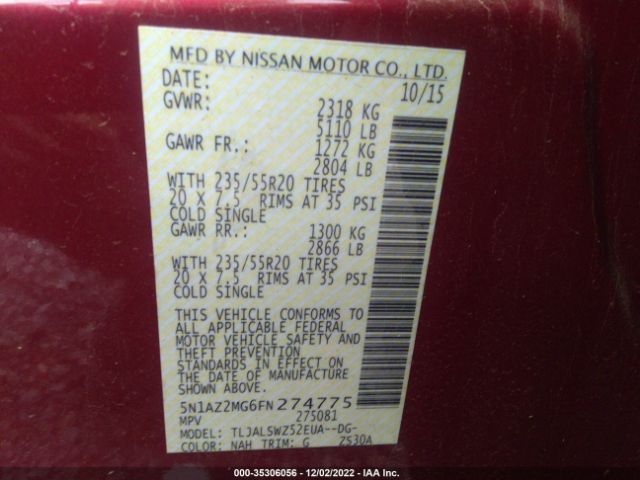 MFD BY NISSAN MOTOR CO., LTD.
DATE: 10/15
GVWR: 2318 KG
5110 LB
GAWR FR.: 1272 KG
2804 LB
WITH 235/55R20 TIRES
20 X 7.5 RIMS AT 35 PSI
COLD SINGLE
GAWR RR.: 1300 KG
2866 LB
WITH 235/55R20 TIRES
20 X 7.5 RIMS AT 35 PSI
COLD SINGLE
THIS VEHICLE CONFORMS TO
ALL APPLICABLE FEDERAL
MOTOR VEHICLE SAFETY AND
THEFT PREVENTION
STANDARDS IN EFFECT ON
THE DATE OF MANUFACTURE
SHOWN ABOVE.
5N1AZ2MG6FN274775
MPV 275081
MODEL: TLJALSWZ52EUA--DG-
COLOR: NAH TRIM: G ZS30A
000-35306056 - 12/02/2022 - IAA Inc.